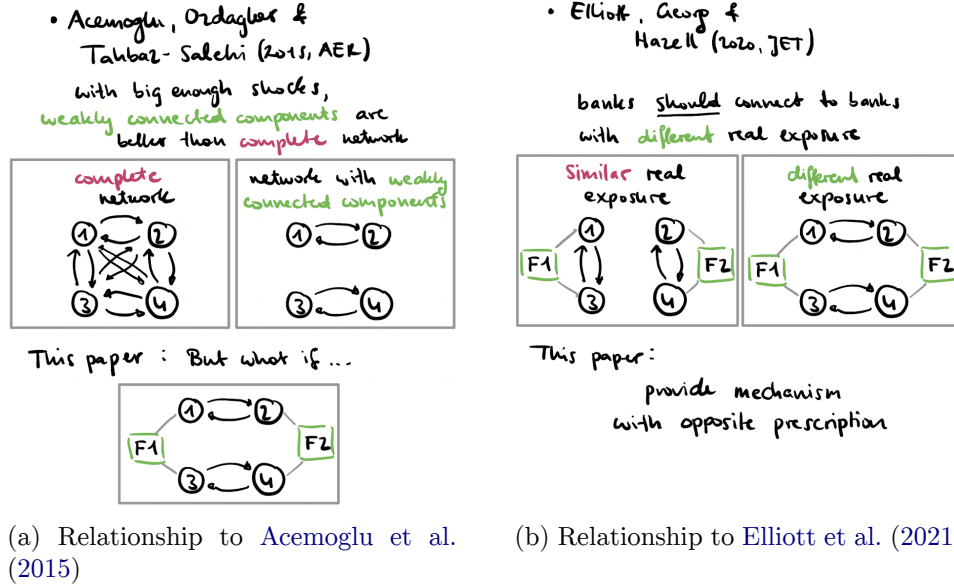 • Acemoglu, Ozdaglar &
Tahbaz-Salehi (2015, AER)
with big enough shocks,
weakly connected components are
better than complete network
complete
network
1 2
3 4
network with weakly
connected components
1 2
3 4
This paper : But what if ...
1 2
F1 F2
3 4
(a) Relationship to Acemoglu et al.
(2015)
• Elliott, Georg &
Hazell (2020, JET)
banks should connect to banks
with different real exposure
Similar real
exposure
1 2
F1 F2
3 4
different real
exposure
1 2
F1 F2
3 4
This paper:
provide mechanism
with opposite prescription
(b) Relationship to Elliott et al. (2021